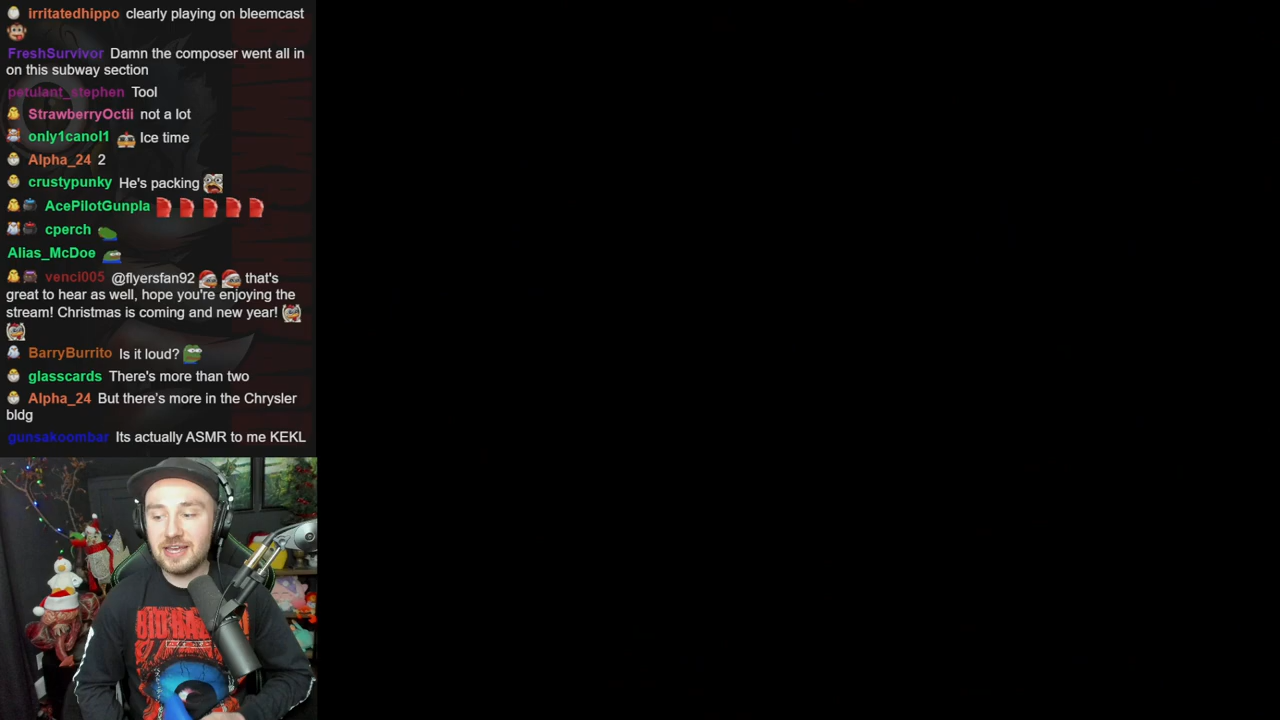 irritatedhippo clearly playing on bleemcast
FreshSurvivor Damn the composer went all in
on this subway section
petulant_stephen Tool
StrawberryOctii not a lot
only1canol1 Ice time
Alpha_24 2
crustypunky He's packing
AcePilotGunpla
cperch
Alias_McDoe
venci005 @flyersfan92 that's
great to hear as well, hope you're enjoying the
stream! Christmas is coming and new year!
BarryBurrito Is it loud?
glasscards There's more than two
Alpha_24 But there's more in the Chrysler
bldg
gunsakoombar Its actually ASMR to me KEKL